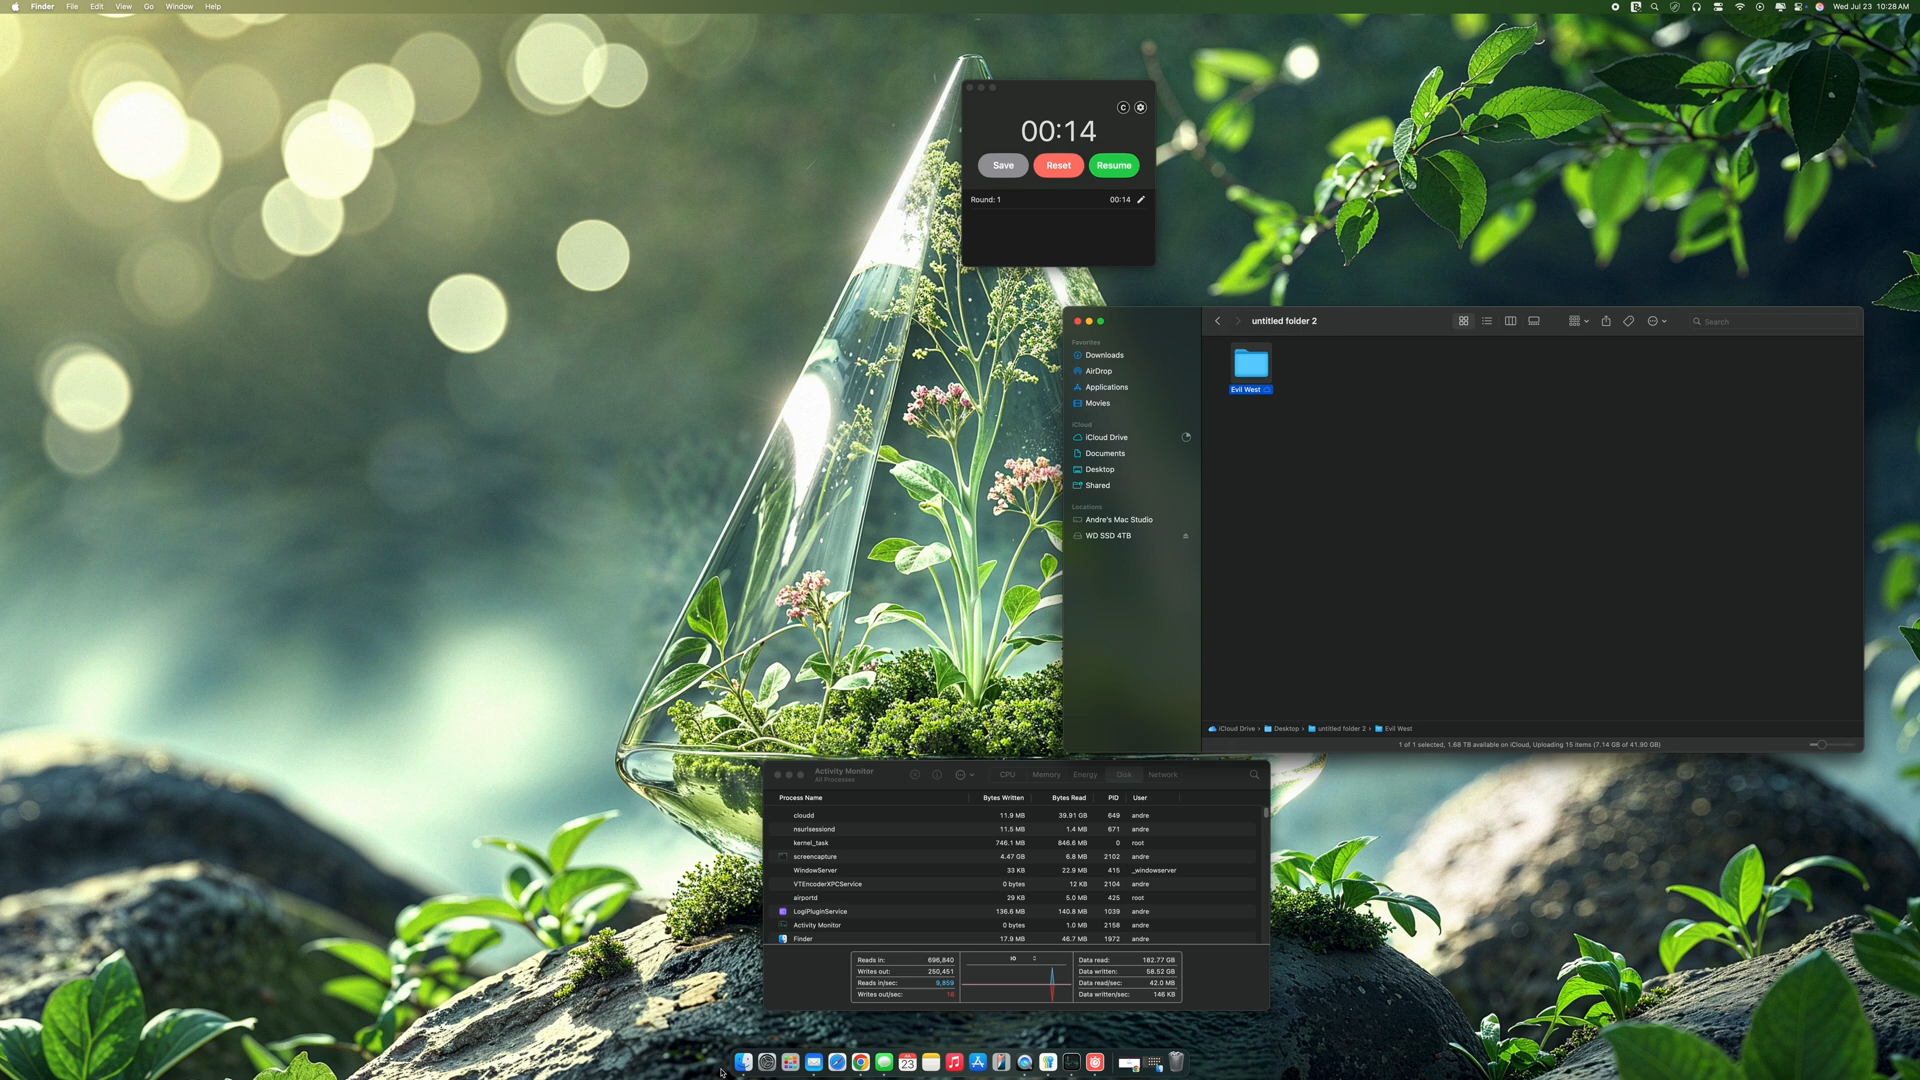 Finder File Edit View Go Window Help
Wed Jul 23 10:28 AM
C
00:14
Save Reset Resume
Round: 1 00:14
untitled folder 2
Search
Favorites
Downloads
AirDrop
Applications
Movies
iCloud
iCloud Drive
Documents
Desktop
Shared
Locations
Andre's Mac Studio
WD SSD 4TB
Evil West
iCloud Drive › Desktop › untitled folder 2 › Evil West
1 of 1 selected, 1.68 TB available on iCloud, Uploading 15 items (7.14 GB of 41.90 GB)
Activity Monitor
All Processes
CPU Memory Energy Disk Network
Process Name Bytes Written Bytes Read PID User
cloudd 11.9 MB 39.91 GB 649 andre
nsurlsessiond 11.5 MB 1.4 MB 671 andre
kernel_task 746.1 MB 846.6 MB 0 root
screencapture 4.47 GB 6.8 MB 2102 andre
WindowServer 33 KB 22.9 MB 415 _windowserver
VTEncoderXPCService 0 bytes 12 KB 2104 andre
airportd 29 KB 5.0 MB 425 root
LogiPluginService 136.6 MB 140.8 MB 1039 andre
Activity Monitor 0 bytes 1.0 MB 2158 andre
Finder 17.9 MB 46.7 MB 1972 andre
Reads in: 696,840
Writes out: 250,451
Reads in/sec: 9,859
Writes out/sec: 18
IO
Data read: 182.77 GB
Data written: 58.52 GB
Data read/sec: 42.0 MB
Data written/sec: 146 KB
23